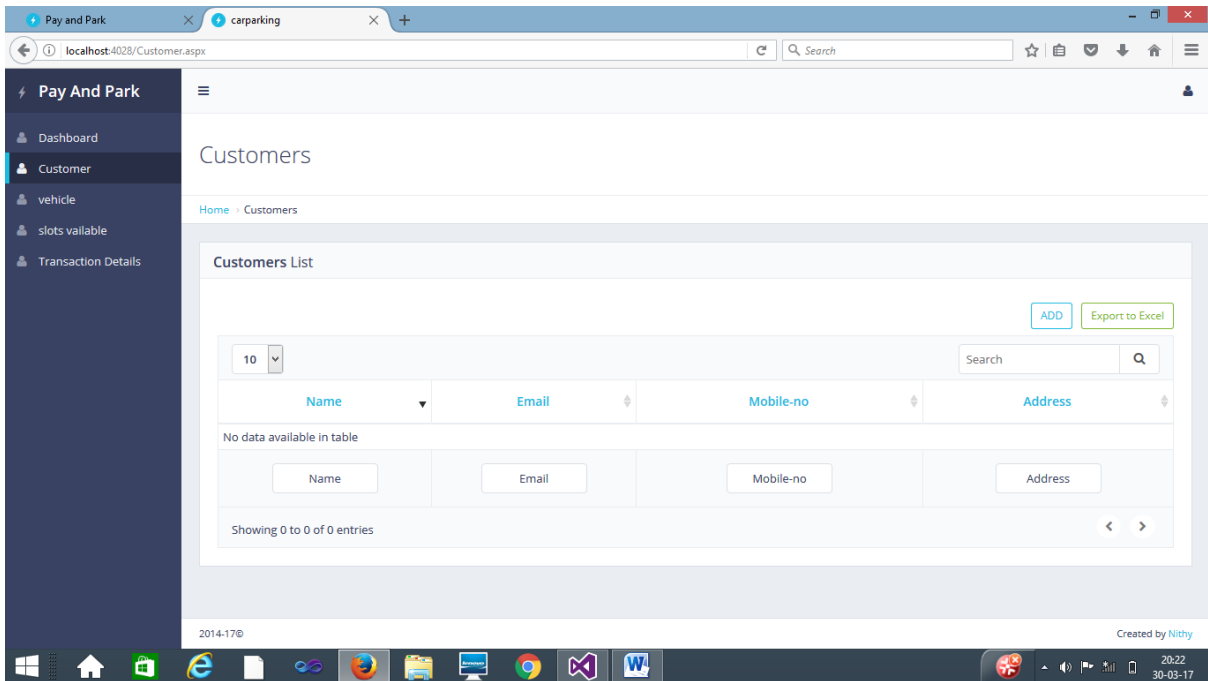 Pay and Park
carparking
localhost:4028/Customer.aspx
Search
Pay And Park
Dashboard
Customer
vehicle
slots vailable
Transaction Details
Customers
Home › Customers
Customers List
ADD
Export to Excel
10
Search
Name Email Mobile-no Address
No data available in table
Name Email Mobile-no Address
Showing 0 to 0 of 0 entries
2014-17©
Created by Nithy
20:22
30-03-17